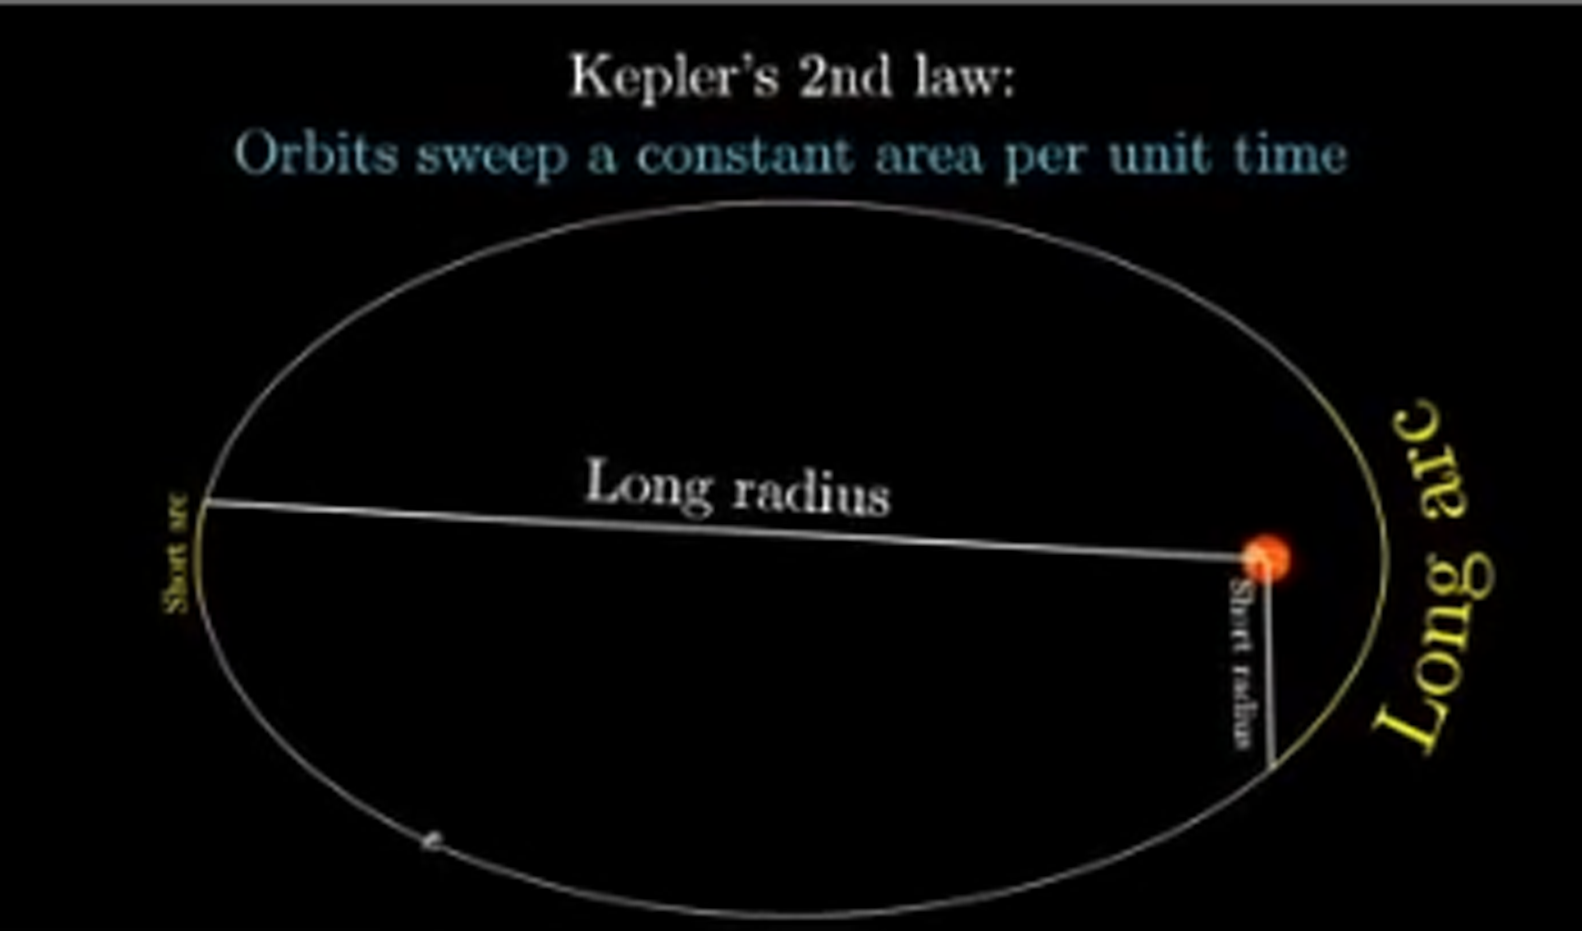 Kepler's 2nd law:
Orbits sweep a constant area per unit time
Long radius
Short arc
Short radius
Long arc